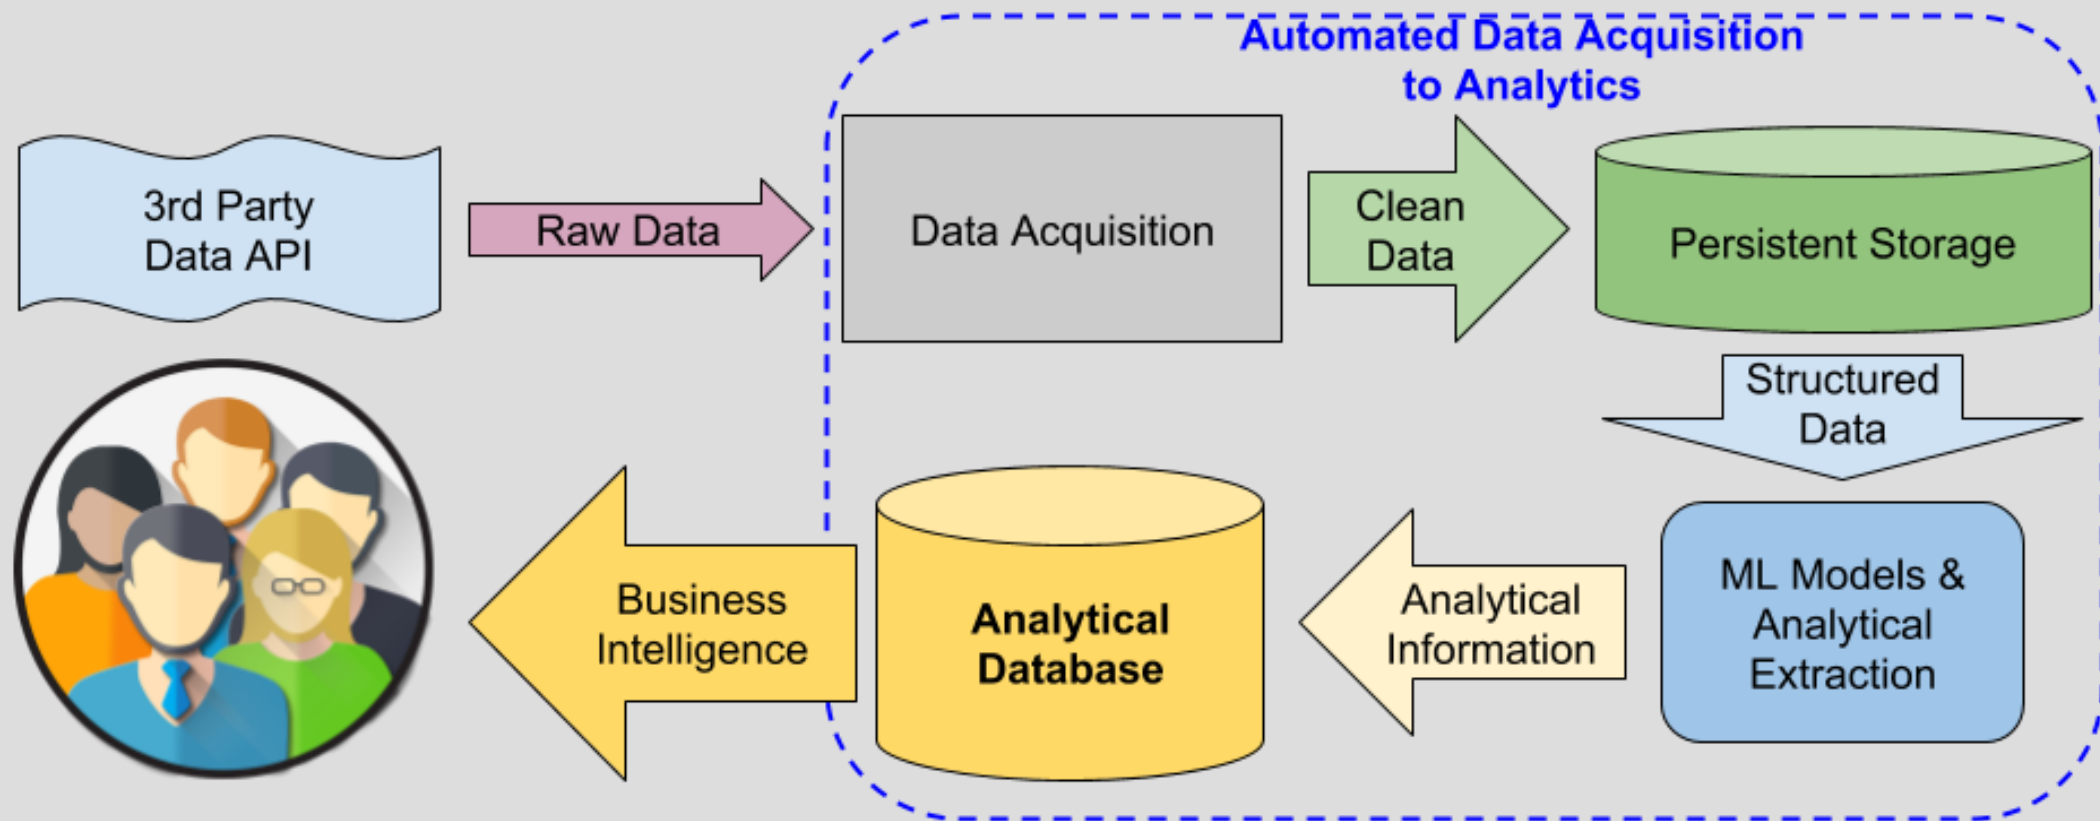 Automated Data Acquisition
to Analytics
3rd Party
Data API
Raw Data
Data Acquisition
Clean
Data
Persistent Storage
Structured
Data
ML Models &
Analytical
Extraction
Analytical
Information
Analytical
Database
Business
Intelligence